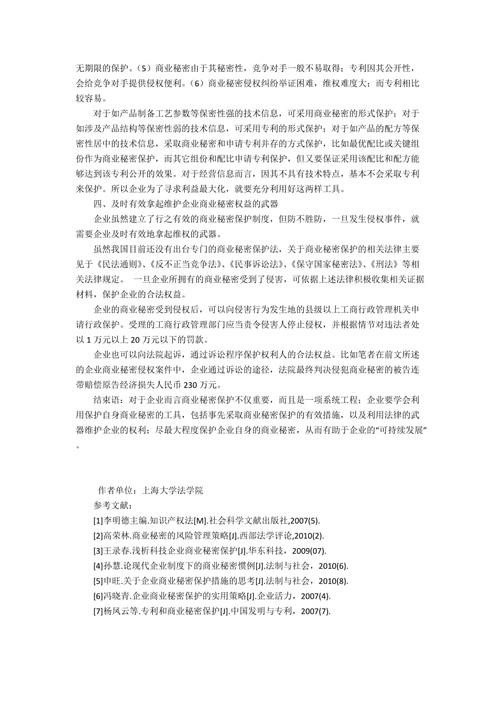 无期限的保护。（5）商业秘密由于其秘密性，竞争对手一般不易取得；专利因其公开性，
会给竞争对手提供侵权便利。（6）商业秘密侵权纠纷举证困难，维权难度大；而专利相比
较容易。
对于如产品制备工艺参数等保密性强的技术信息，可采用商业秘密的形式保护；对于
如涉及产品结构等保密性弱的技术信息，可采用专利的形式保护；对于如产品的配方等保
密性居中的技术信息，采取商业秘密和申请专利并存的方式保护，比如最优配比或关键组
份作为商业秘密保护，而其它组份和配比申请专利保护，但又要保证采用该配比和配方能
够达到该专利公开的效果。对于经营信息而言，因其不具有技术特点，基本不会采取专利
来保护。所以企业为了寻求利益最大化，就要充分利用好这两样工具。
四、及时有效拿起维护企业商业秘密权益的武器
企业虽然建立了行之有效的商业秘密保护制度，但防不胜防，一旦发生侵权事件，就
需要企业及时有效地拿起维权的武器。
虽然我国目前还没有出台专门的商业秘密保护法，关于商业秘密保护的相关法律主要
见于《民法通则》、《反不正当竞争法》、《民事诉讼法》、《保守国家秘密法》、《刑法》等相
关法律规定。 一旦企业所拥有的商业秘密受到了侵害，可依据上述法律积极收集相关证据
材料，保护企业的合法权益。
企业的商业秘密受到侵权后，可以向侵害行为发生地的县级以上工商行政管理机关申
请行政保护。受理的工商行政管理部门应当责令侵害人停止侵权，并根据情节对违法者处
以 1 万元以上 20 万元以下的罚款。
企业也可以向法院起诉，通过诉讼程序保护权利人的合法权益。比如笔者在前文所述
的企业商业秘密侵权案件中，企业通过诉讼的途径，法院最终判决侵犯商业秘密的被告连
带赔偿原告经济损失人民币 230 万元。
结束语：对于企业而言商业秘密保护不仅重要，而且是一项系统工程；企业要学会利
用保护自身商业秘密的工具，包括事先采取商业秘密保护的有效措施，以及利用法律的武
器维护企业的权利；尽最大程度保护企业自身的商业秘密，从而有助于企业的“可持续发展”
。
作者单位：上海大学法学院
参考文献：
[1]李明德主编.知识产权法[M].社会科学文献出版社,2007(5).
[2]高荣林.商业秘密的风险管理策略[J].西部法学评论,2010(2).
[3]王录春.浅析科技企业商业秘密保护[J].华东科技，2009(07).
[4]孙慧.论现代企业制度下的商业秘密惯例[J].法制与社会，2010(6).
[5]申旺.关于企业商业秘密保护措施的思考[J].法制与社会，2010(8).
[6]冯晓青.企业商业秘密保护的实用策略[J].企业活力，2007(4).
[7]杨风云等.专利和商业秘密保护[J].中国发明与专利，2007(7).